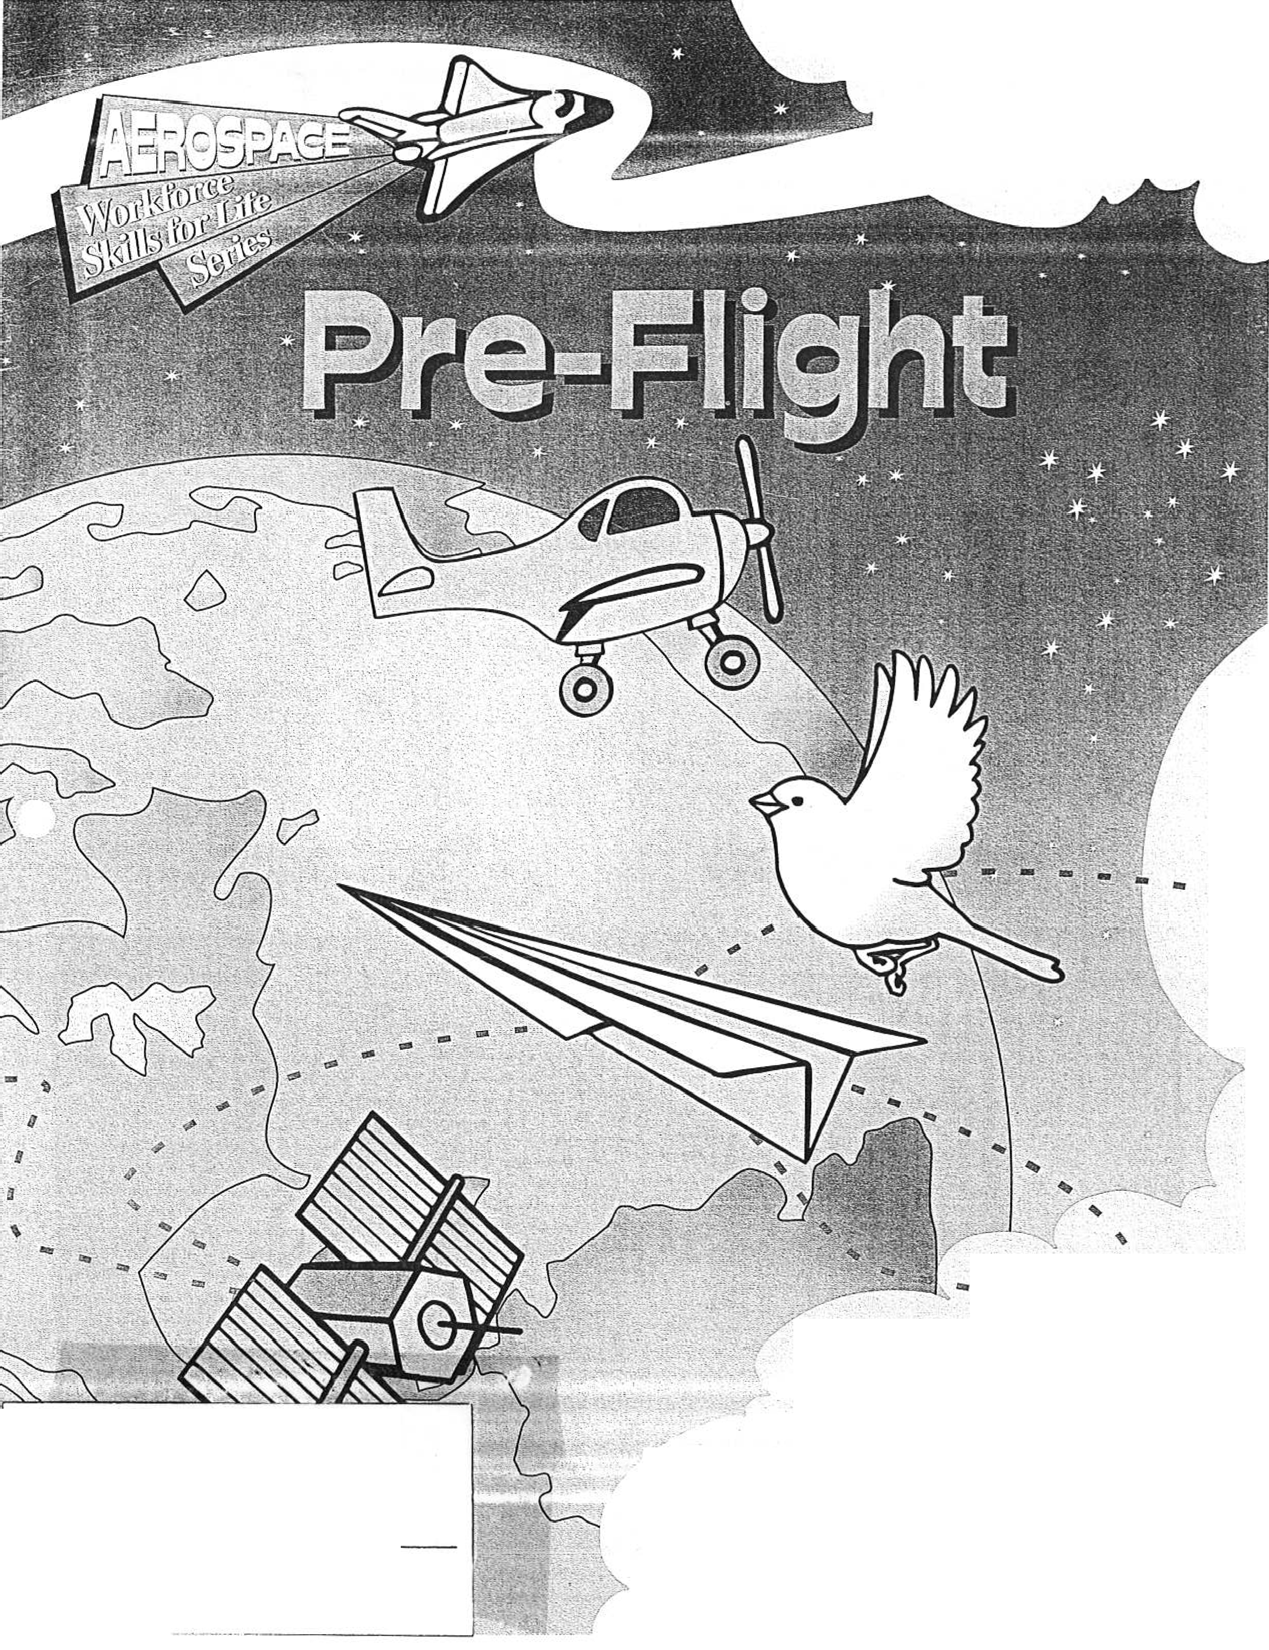 AEROSPACE
Workforce
Skills for Life
Series
Pre-Flight